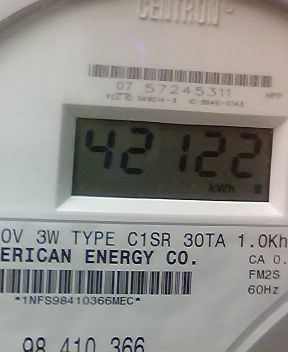 CENTRON
07 57245311
42122
kWh
0V 3W TYPE C1SR 30TA 1.0Kh
ERICAN ENERGY CO.
CA 0.
FM2S
60Hz
*1NFS98410366MEC*
98 410 366